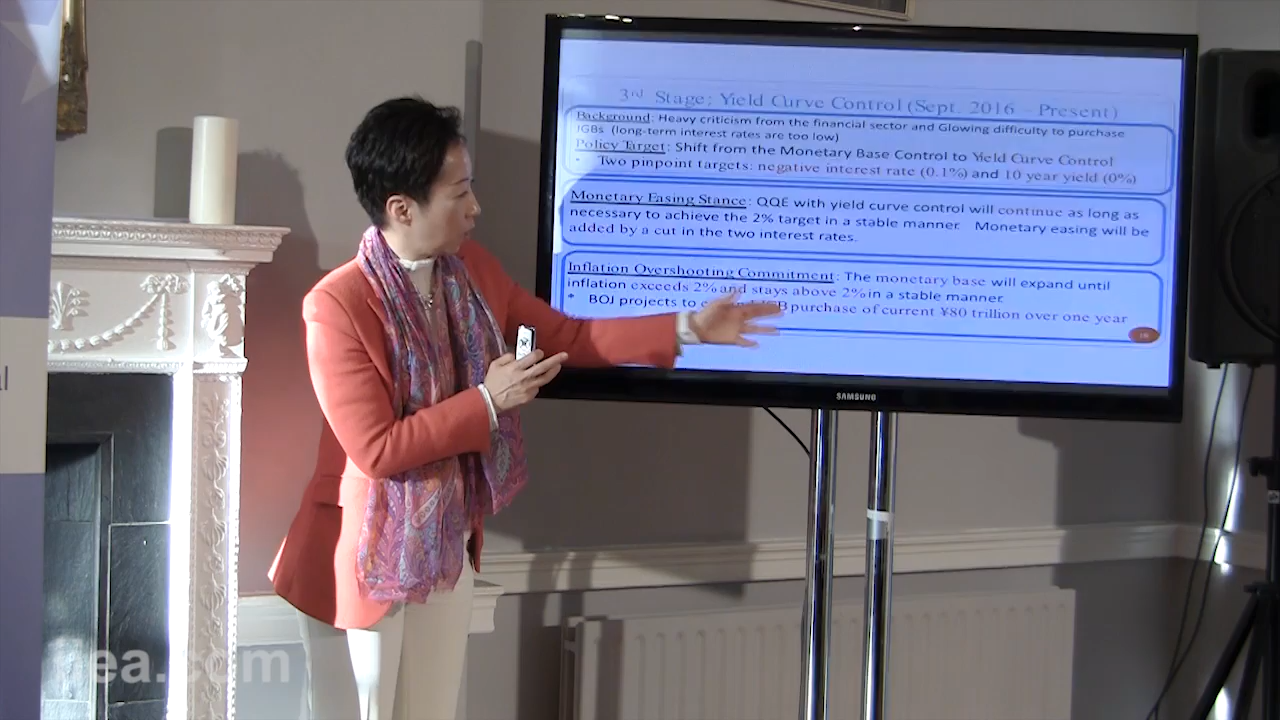 3rd Stage: Yield Curve Control (Sept. 2016 – Present)
Background: Heavy criticism from the financial sector and Glowing difficulty to purchase
JGBs (long-term interest rates are too low)
Policy Target: Shift from the Monetary Base Control to Yield Curve Control
• Two pinpoint targets: negative interest rate (0.1%) and 10 year yield (0%)
Monetary Easing Stance: QQE with yield curve control will continue as long as
necessary to achieve the 2% target in a stable manner. Monetary easing will be
added by a cut in the two interest rates.
Inflation Overshooting Commitment: The monetary base will expand until
inflation exceeds 2% and stays above 2% in a stable manner.
• BOJ projects to purchase of current ¥80 trillion over one year
SAMSUNG
al
ea.com